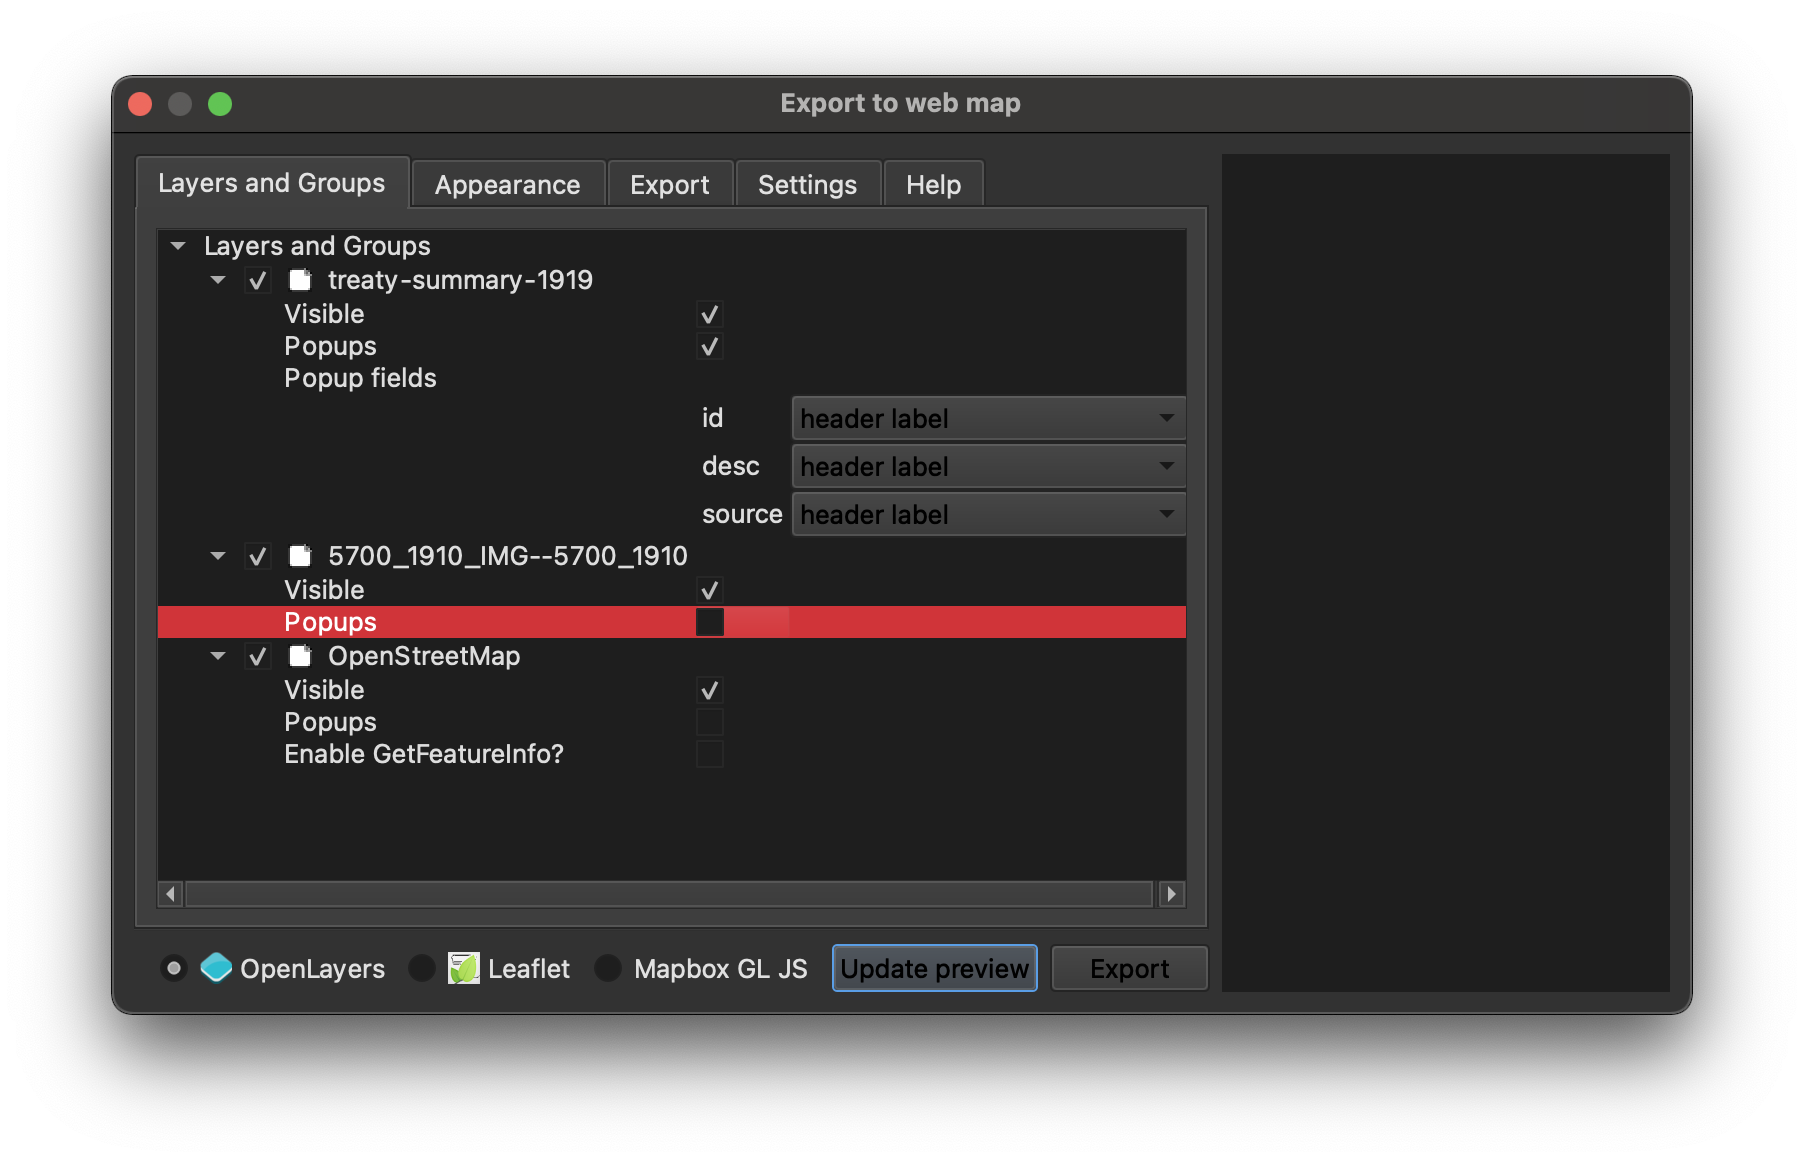 Export to web map
Layers and Groups Appearance Export Settings Help
Layers and Groups
treaty-summary-1919
Visible
Popups
Popup fields
id header label
desc header label
source header label
5700_1910_IMG--5700_1910
Visible
Popups
OpenStreetMap
Visible
Popups
Enable GetFeatureInfo?
OpenLayers Leaflet Mapbox GL JS Update preview Export